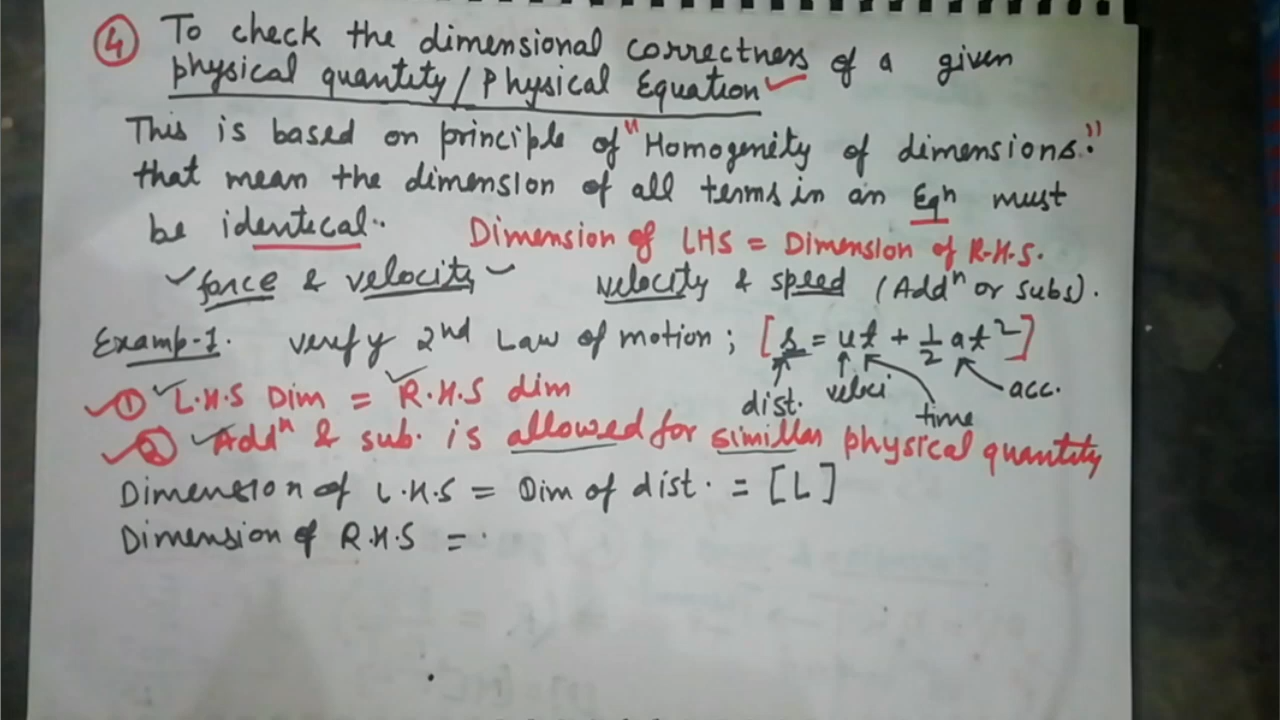 ④ To check the dimensional correctness of a given
physical quantity / Physical Equation
This is based on principle of "Homogenity of dimensions."
that mean the dimension of all terms in an Eqn must
be identical.
Dimension of LHS = Dimension of R.H.S.
force & velocity
velocity & speed (Addn or subs).
Examp-1. verify 2nd Law of motion; [s = ut + 1/2 at²]
dist. veloci time acc.
① L.H.S Dim = R.H.S dim
② Addn & sub. is allowed for similar physical quantity
Dimension of L.H.S = Dim of dist. = [L]
Dimension of R.H.S =